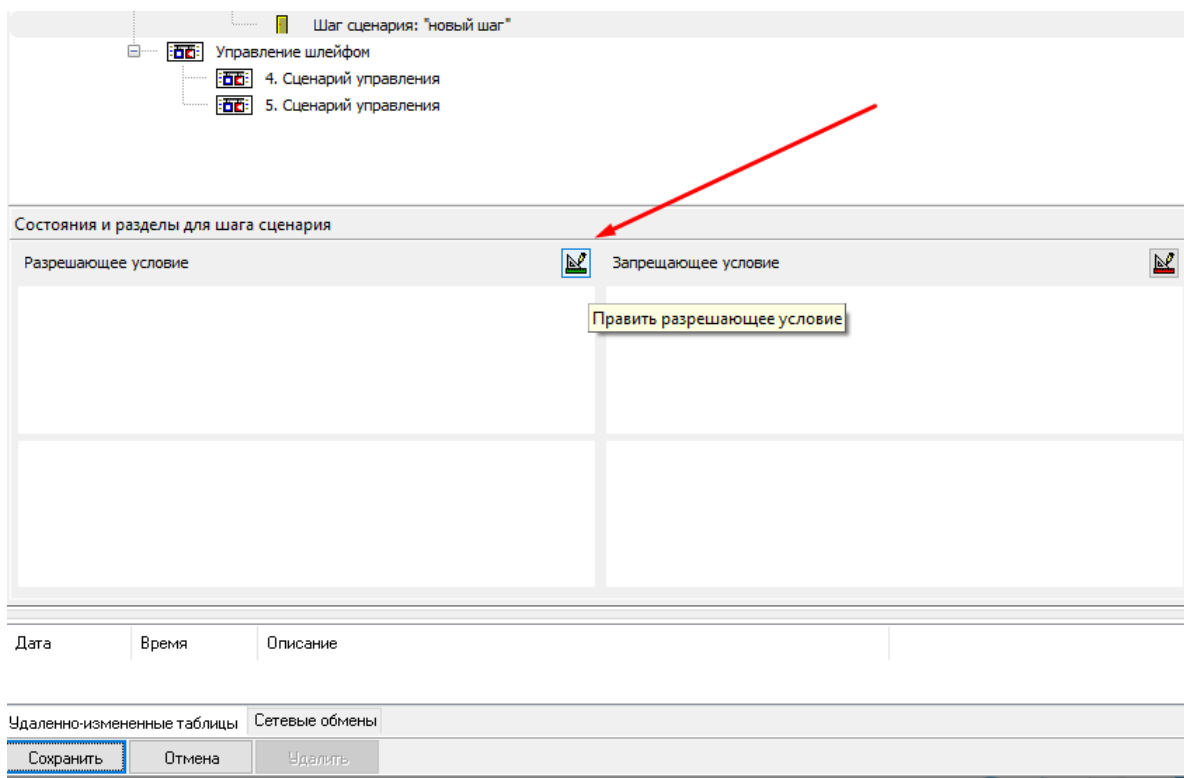 Шаг сценария: "новый шаг"
Управление шлейфом
4. Сценарий управления
5. Сценарий управления
Состояния и разделы для шага сценария
Разрешающее условие
Запрещающее условие
Править разрешающее условие
Дата Время Описание
Удаленно-измененные таблицы Сетевые обмены
Сохранить Отмена Удалить